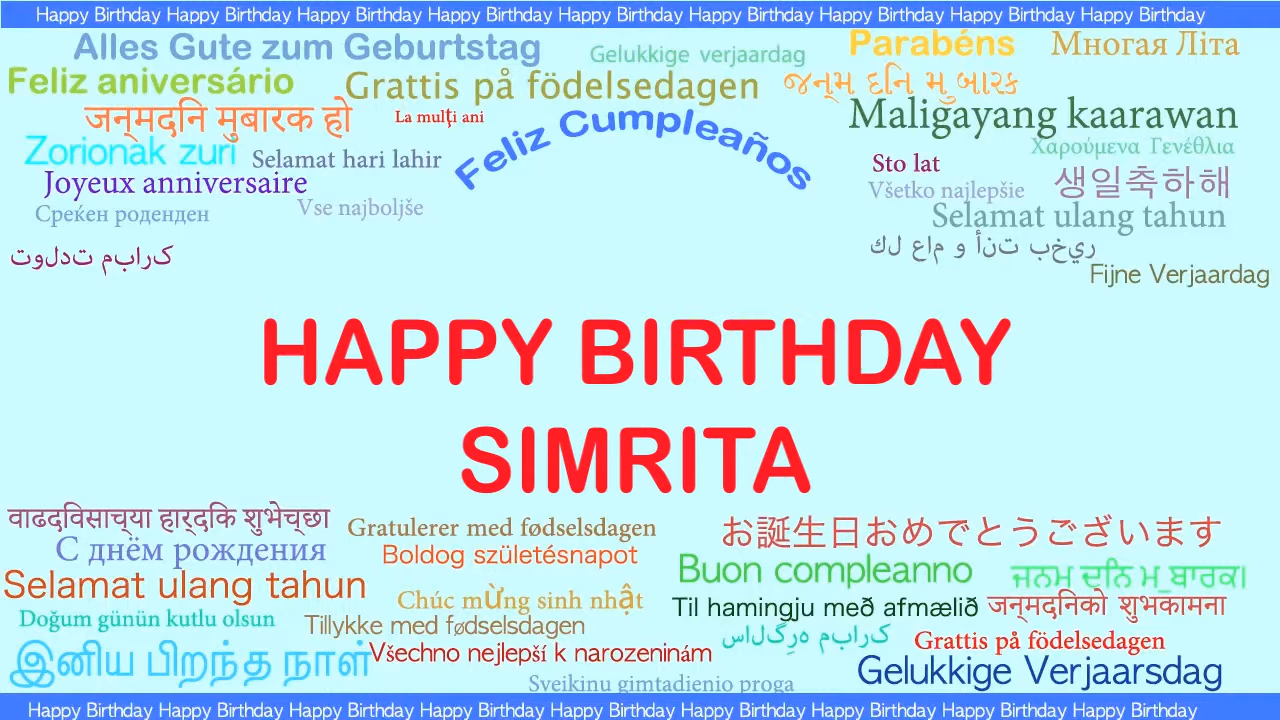 Happy Birthday Happy Birthday Happy Birthday Happy Birthday Happy Birthday Happy Birthday Happy Birthday Happy Birthday Happy Birthday
Alles Gute zum Geburtstag
Gelukkige verjaardag
Parabéns
Многая Літа
Feliz aniversário
Grattis på födelsedagen
જન્મ દિન મુબારક
जन्मदिन मुबारक हो
La mulţi ani
Feliz Cumpleaños
Maligayang kaarawan
Zorionak zuri
Selamat hari lahir
Χαρούμενα Γενέθλια
Sto lat
Joyeux anniversaire
Všetko najlepšie
생일축하해
Среќен роденден
Vse najboljše
Selamat ulang tahun
تولدت مبارک
كل عام و أنت بخير
Fijne Verjaardag
HAPPY BIRTHDAY
SIMRITA
वाढदिवसाच्या हार्दिक शुभेच्छा
Gratulerer med fødselsdagen
お誕生日おめでとうございます
С днём рождения
Boldog születésnapot
Buon compleanno
ਜਨਮ ਦਿਨ ਮੁਬਾਰਕ।
Selamat ulang tahun
Chúc mừng sinh nhật
Til hamingju með afmælið
जन्मदिनको शुभकामना
Doğum günün kutlu olsun
Tillykke med fødselsdagen
سالگرہ مبارک
Grattis på födelsedagen
இனிய பிறந்த நாள்
Všechno nejlepší k narozeninám
Gelukkige Verjaarsdag
Sveikinu gimtadienio proga
Happy Birthday Happy Birthday Happy Birthday Happy Birthday Happy Birthday Happy Birthday Happy Birthday Happy Birthday Happy Birthday